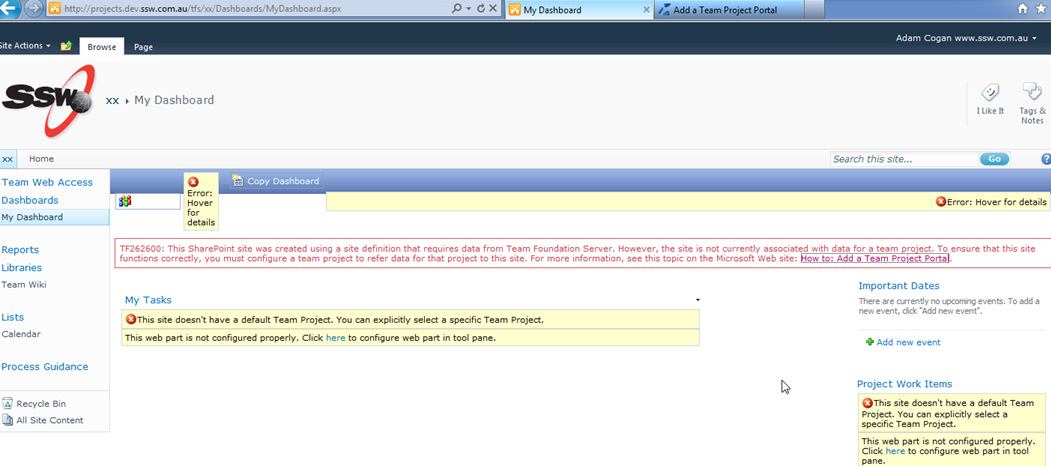 http://projects.dev.ssw.com.au/tfs/xx/Dashboards/MyDashboard.aspx
My Dashboard
Add a Team Project Portal
Site Actions
Browse
Page
Adam Cogan www.ssw.com.au
SSW
xx
My Dashboard
I Like It
Tags &
Notes
xx
Home
Search this site...
Go
Team Web Access
Dashboards
My Dashboard
Reports
Libraries
Team Wiki
Lists
Calendar
Process Guidance
Recycle Bin
All Site Content
Error:
Hover
for
details
Copy Dashboard
Error: Hover for details
TF262600: This SharePoint site was created using a site definition that requires data from Team Foundation Server. However, the site is not currently associated with data for a team project. To ensure that this site
functions correctly, you must configure a team project to refer data for that project to this site. For more information, see this topic on the Microsoft Web site: How to: Add a Team Project Portal.
My Tasks
This site doesn't have a default Team Project. You can explicitly select a specific Team Project.
This web part is not configured properly. Click here to configure web part in tool pane.
Important Dates
There are currently no upcoming events. To add a
new event, click "Add new event".
Add new event
Project Work Items
This site doesn't have a default Team
Project. You can explicitly select a
specific Team Project.
This web part is not configured properly.
Click here to configure web part in tool
pane.